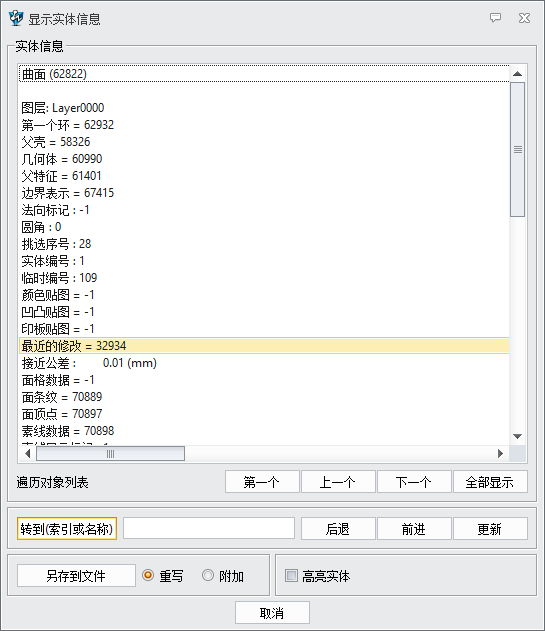 显示实体信息
实体信息
曲面 (62822)
图层: Layer0000
第一个环 = 62932
父壳 = 58326
几何体 = 60990
父特征 = 61401
边界表示 = 67415
法向标记 : -1
圆角 : 0
挑选序号 : 28
实体编号 : 1
临时编号 : 109
颜色贴图 = -1
凹凸贴图 = -1
印板贴图 = -1
最近的修改 = 32934
接近公差 : 0.01 (mm)
面格数据 = -1
面条纹 = 70889
面顶点 = 70897
素线数据 = 70898
遍历对象列表 第一个 上一个 下一个 全部显示
转到(索引或名称) 后退 前进 更新
另存到文件 重写 附加 高亮实体
取消